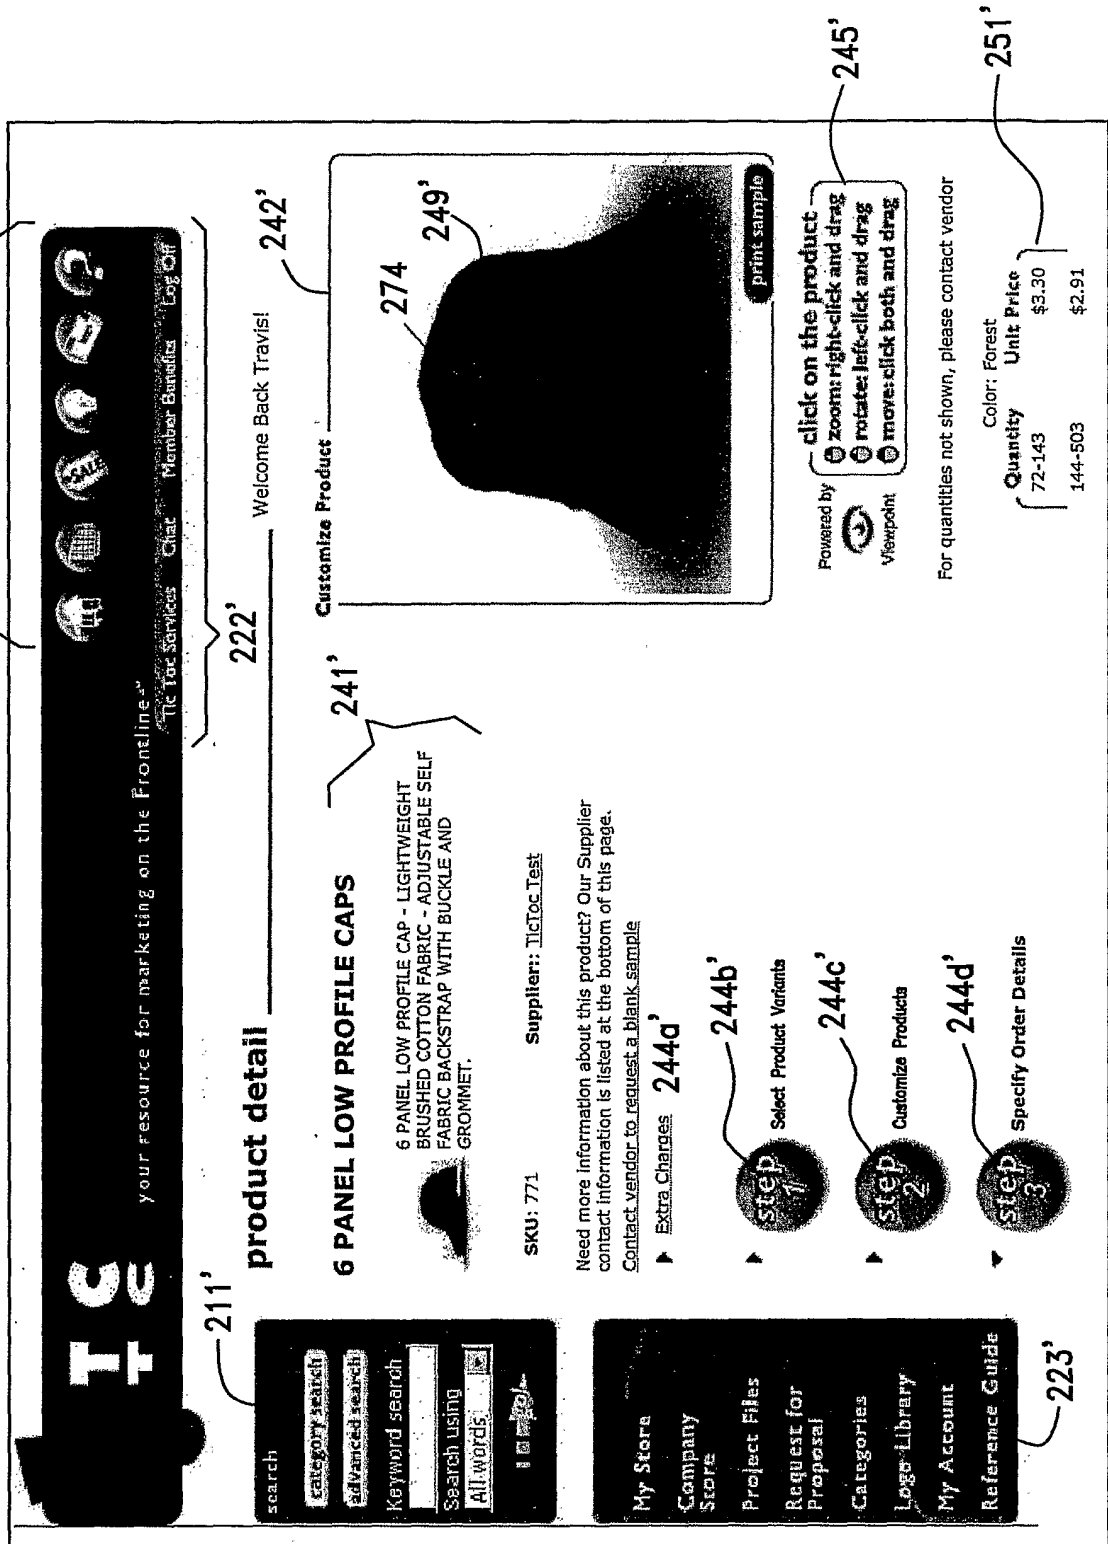 T C
T C
your resource for marketing on the Frontline
SALE
?
Tic Toc Services Chat Member Benefits Log Off
222'
211'
search
category search
advanced search
Keyword search
Search using
All words
My Store
Company
Store
Project Files
Request for
Proposal
Categories
Logo Library
My Account
Reference Guide
223'
product detail
Welcome Back Travis!
242'
6 PANEL LOW PROFILE CAPS
241'
6 PANEL LOW PROFILE CAP - LIGHTWEIGHT
BRUSHED COTTON FABRIC - ADJUSTABLE SELF
FABRIC BACKSTRAP WITH BUCKLE AND
GROMMET.
SKU: 771
Supplier:: TicToc Test
Need more information about this product? Our Supplier
contact information is listed at the bottom of this page.
Contact vendor to request a blank sample
Extra Charges 244a'
244b'
step
1
Select Product Variants
244c'
step
2
Customize Products
244d'
step
3
Specify Order Details
Customize Product
274
249'
print sample
Powered by
Viewpoint
click on the product
zoom: right-click and drag
rotate: left-click and drag
move: click both and drag
245'
For quantities not shown, please contact vendor
Color: Forest
Quantity Unit Price
72-143 $3.30
144-503 $2.91
251'